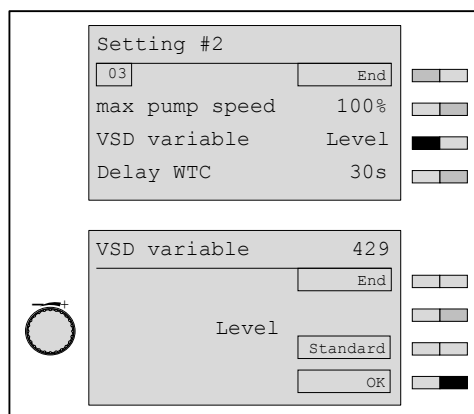 Setting #2
03 End
max pump speed 100%
VSD variable Level
Delay WTC 30s
VSD variable 429
End
+
Level
Standard
OK